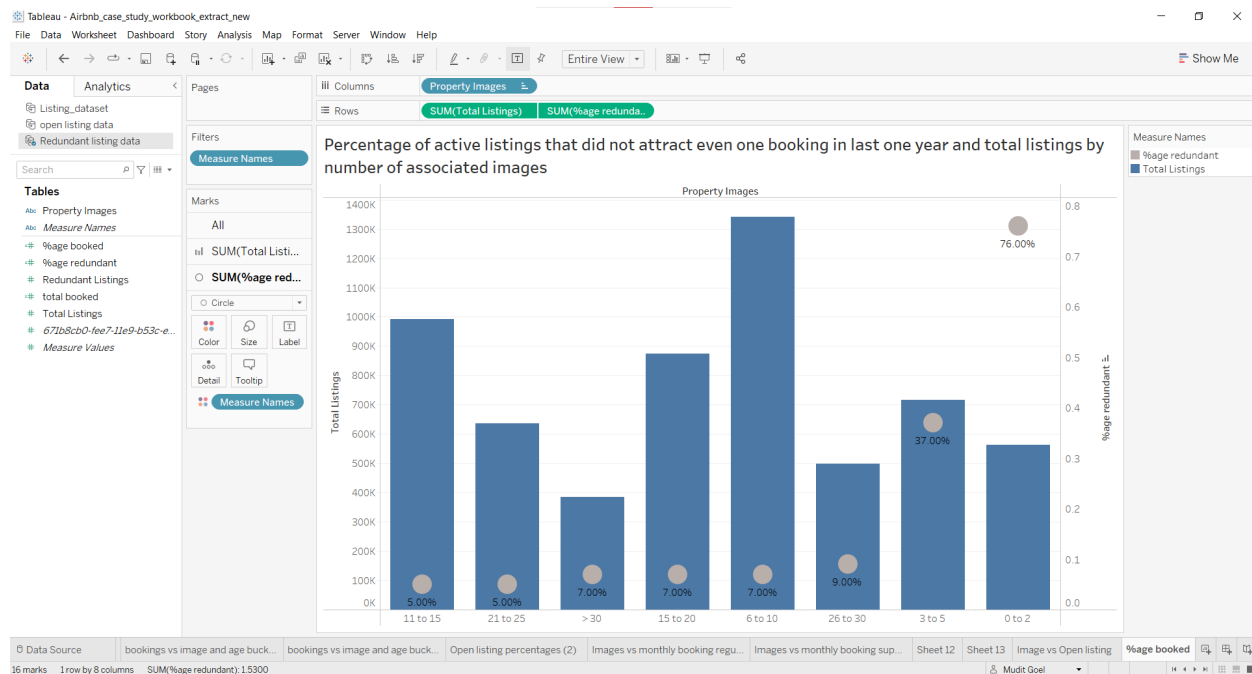 Tableau - Airbnb_case_study_workbook_extract_new
File Data Worksheet Dashboard Story Analysis Map Format Server Window Help
Entire View
Show Me
Data Analytics
Listing_dataset
open listing data
Redundant listing data
Search
Tables
Abc Property Images
Abc Measure Names
%age booked
%age redundant
Redundant Listings
total booked
Total Listings
671b8cb0-fee7-11e9-b53c-e...
Measure Values
Pages
Filters
Measure Names
Marks
All
SUM(Total Listi...
SUM(%age red...
Circle
Color Size Label
Detail Tooltip
Measure Names
Columns Property Images
Rows SUM(Total Listings) SUM(%age redunda..
Percentage of active listings that did not attract even one booking in last one year and total listings by
number of associated images
Property Images
Total Listings
1400K
1300K
1200K
1100K
1000K
900K
800K
700K
600K
500K
400K
300K
200K
100K
0K
5.00% 5.00% 7.00% 7.00% 7.00% 9.00% 37.00% 76.00%
11 to 15 21 to 25 > 30 15 to 20 6 to 10 26 to 30 3 to 5 0 to 2
0.8
0.7
0.6
0.5
0.4
0.3
0.2
0.1
0.0
%age redundant
Measure Names
%age redundant
Total Listings
Data Source bookings vs image and age buck... bookings vs image and age buck... Open listing percentages (2) Images vs monthly booking regu... Images vs monthly booking sup... Sheet 12 Sheet 13 Image vs Open listing %age booked
16 marks 1 row by 8 columns SUM(%age redundant): 1.5300 Mudit Goel